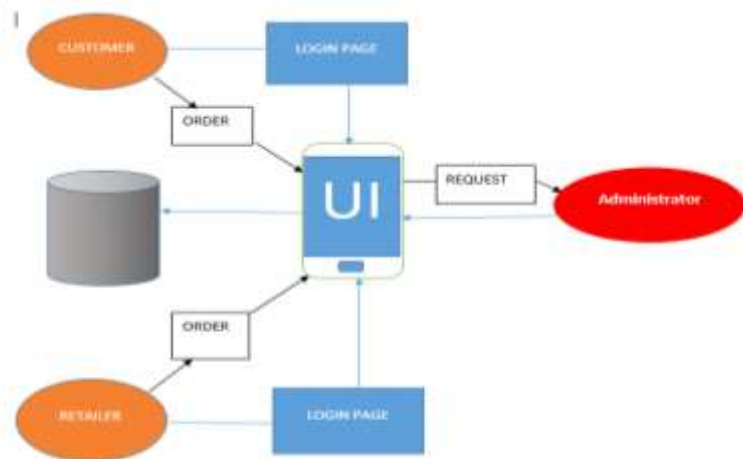 CUSTOMER
LOGIN PAGE
ORDER
UI
REQUEST
Administrator
ORDER
RETAILER
LOGIN PAGE